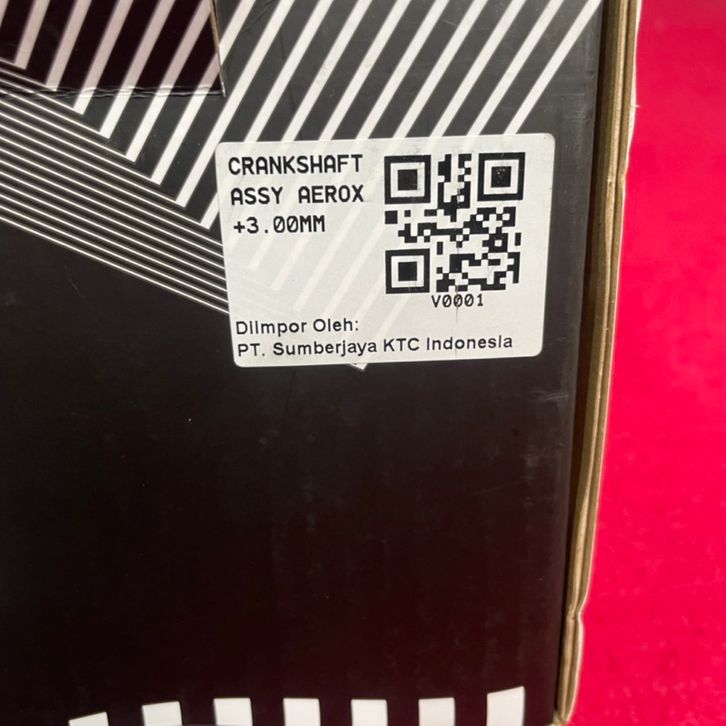 CRANKSHAFT
ASSY AEROX
+3.00MM
V0001
DiImpor Oleh:
PT. Sumberjaya KTC Indonesia